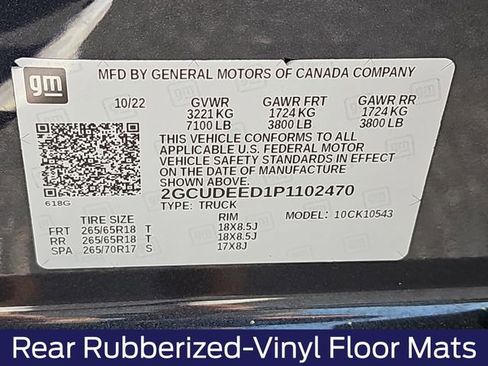 gm
MFD BY GENERAL MOTORS OF CANADA COMPANY
10/22 GVWR GAWR FRT GAWR RR
3221 KG 1724 KG 1724 KG
7100 LB 3800 LB 3800 LB
THIS VEHICLE CONFORMS TO ALL
APPLICABLE U.S. FEDERAL MOTOR
VEHICLE SAFETY STANDARDS IN EFFECT
ON THE DATE OF MANUFACTURE SHOWN ABOVE.
618G
2GCUDEED1P1102470
TYPE: TRUCK MODEL: 10CK10543
TIRE SIZE RIM
FRT 265/65R18 T 18X8.5J
RR 265/65R18 T 18X8.5J
SPA 265/70R17 S 17X8J
Rear Rubberized-Vinyl Floor Mats